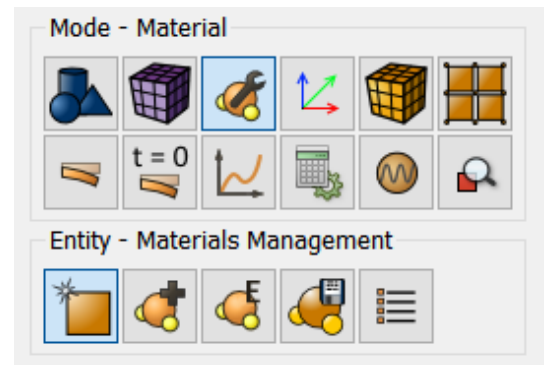 Mode - Material
t = 0
Entity - Materials Management
E